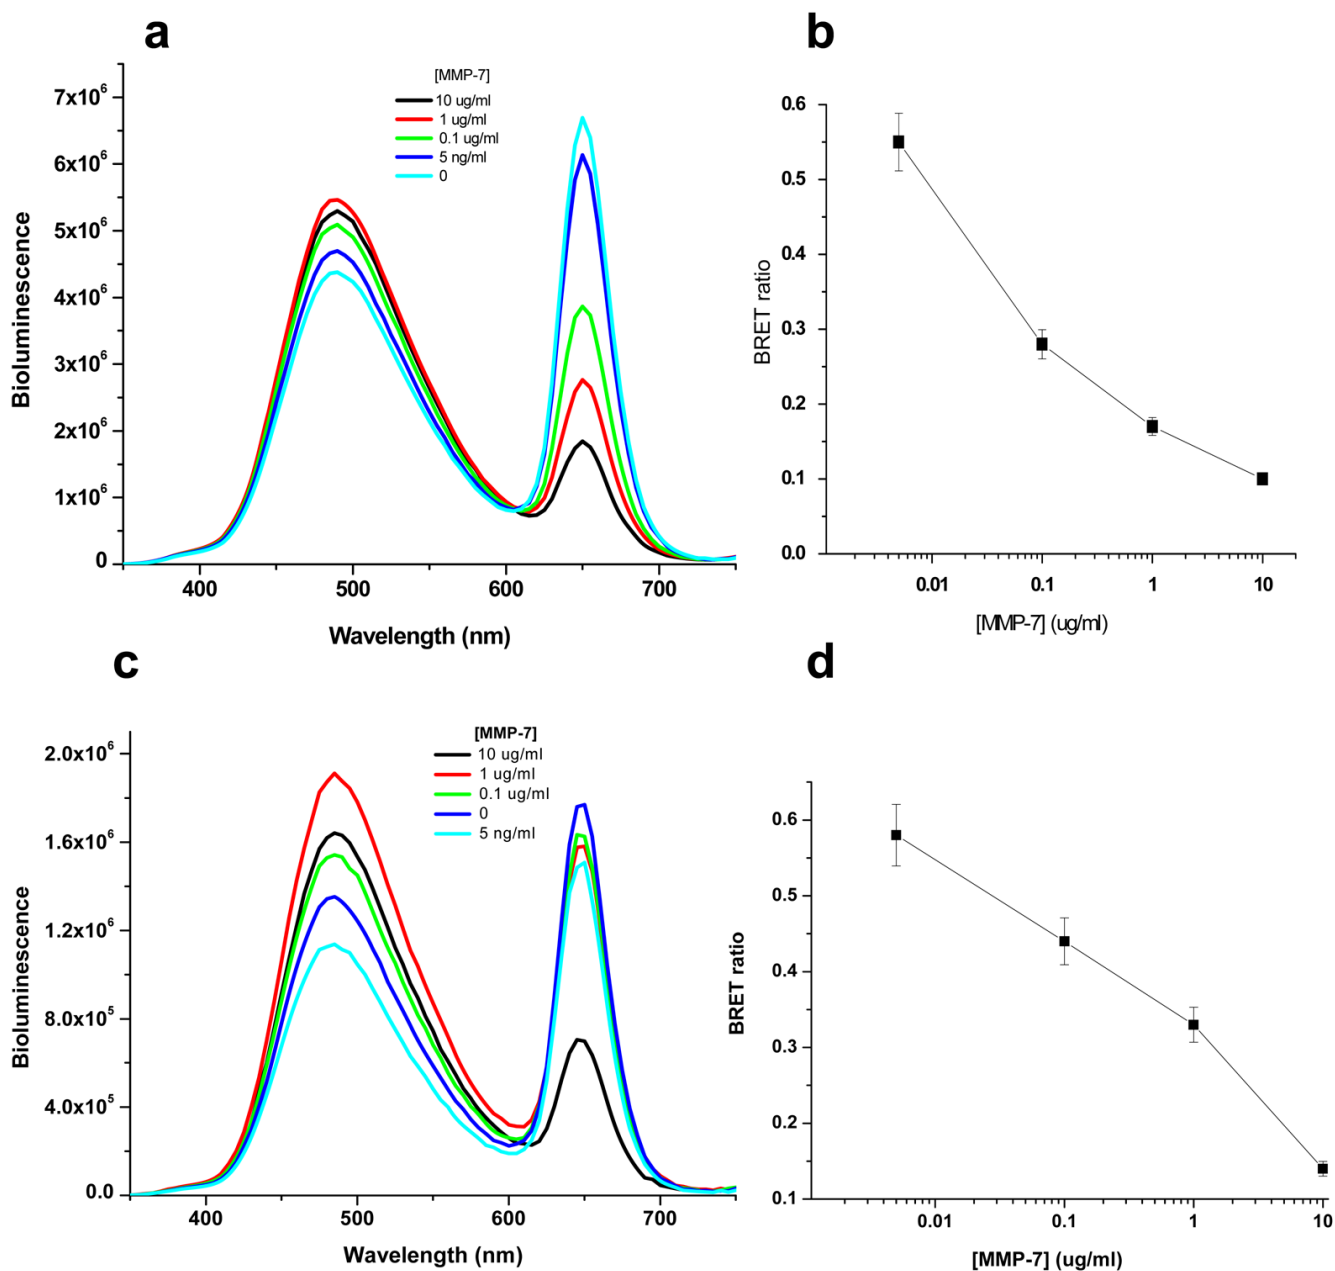 a
[MMP-7]
10 ug/ml
1 ug/ml
0.1 ug/ml
5 ng/ml
0
7x10⁶
6x10⁶
5x10⁶
4x10⁶
3x10⁶
2x10⁶
1x10⁶
0
Bioluminescence
400 500 600 700
Wavelength (nm)
b
0.6
0.5
0.4
0.3
0.2
0.1
0.0
BRET ratio
0.01 0.1 1 10
[MMP-7] (ug/ml)
c
[MMP-7]
10 ug/ml
1 ug/ml
0.1 ug/ml
0
5 ng/ml
2.0x10⁶
1.6x10⁶
1.2x10⁶
8.0x10⁵
4.0x10⁵
0.0
Bioluminescence
400 500 600 700
Wavelength (nm)
d
0.6
0.5
0.4
0.3
0.2
0.1
BRET ratio
0.01 0.1 1 10
[MMP-7] (ug/ml)